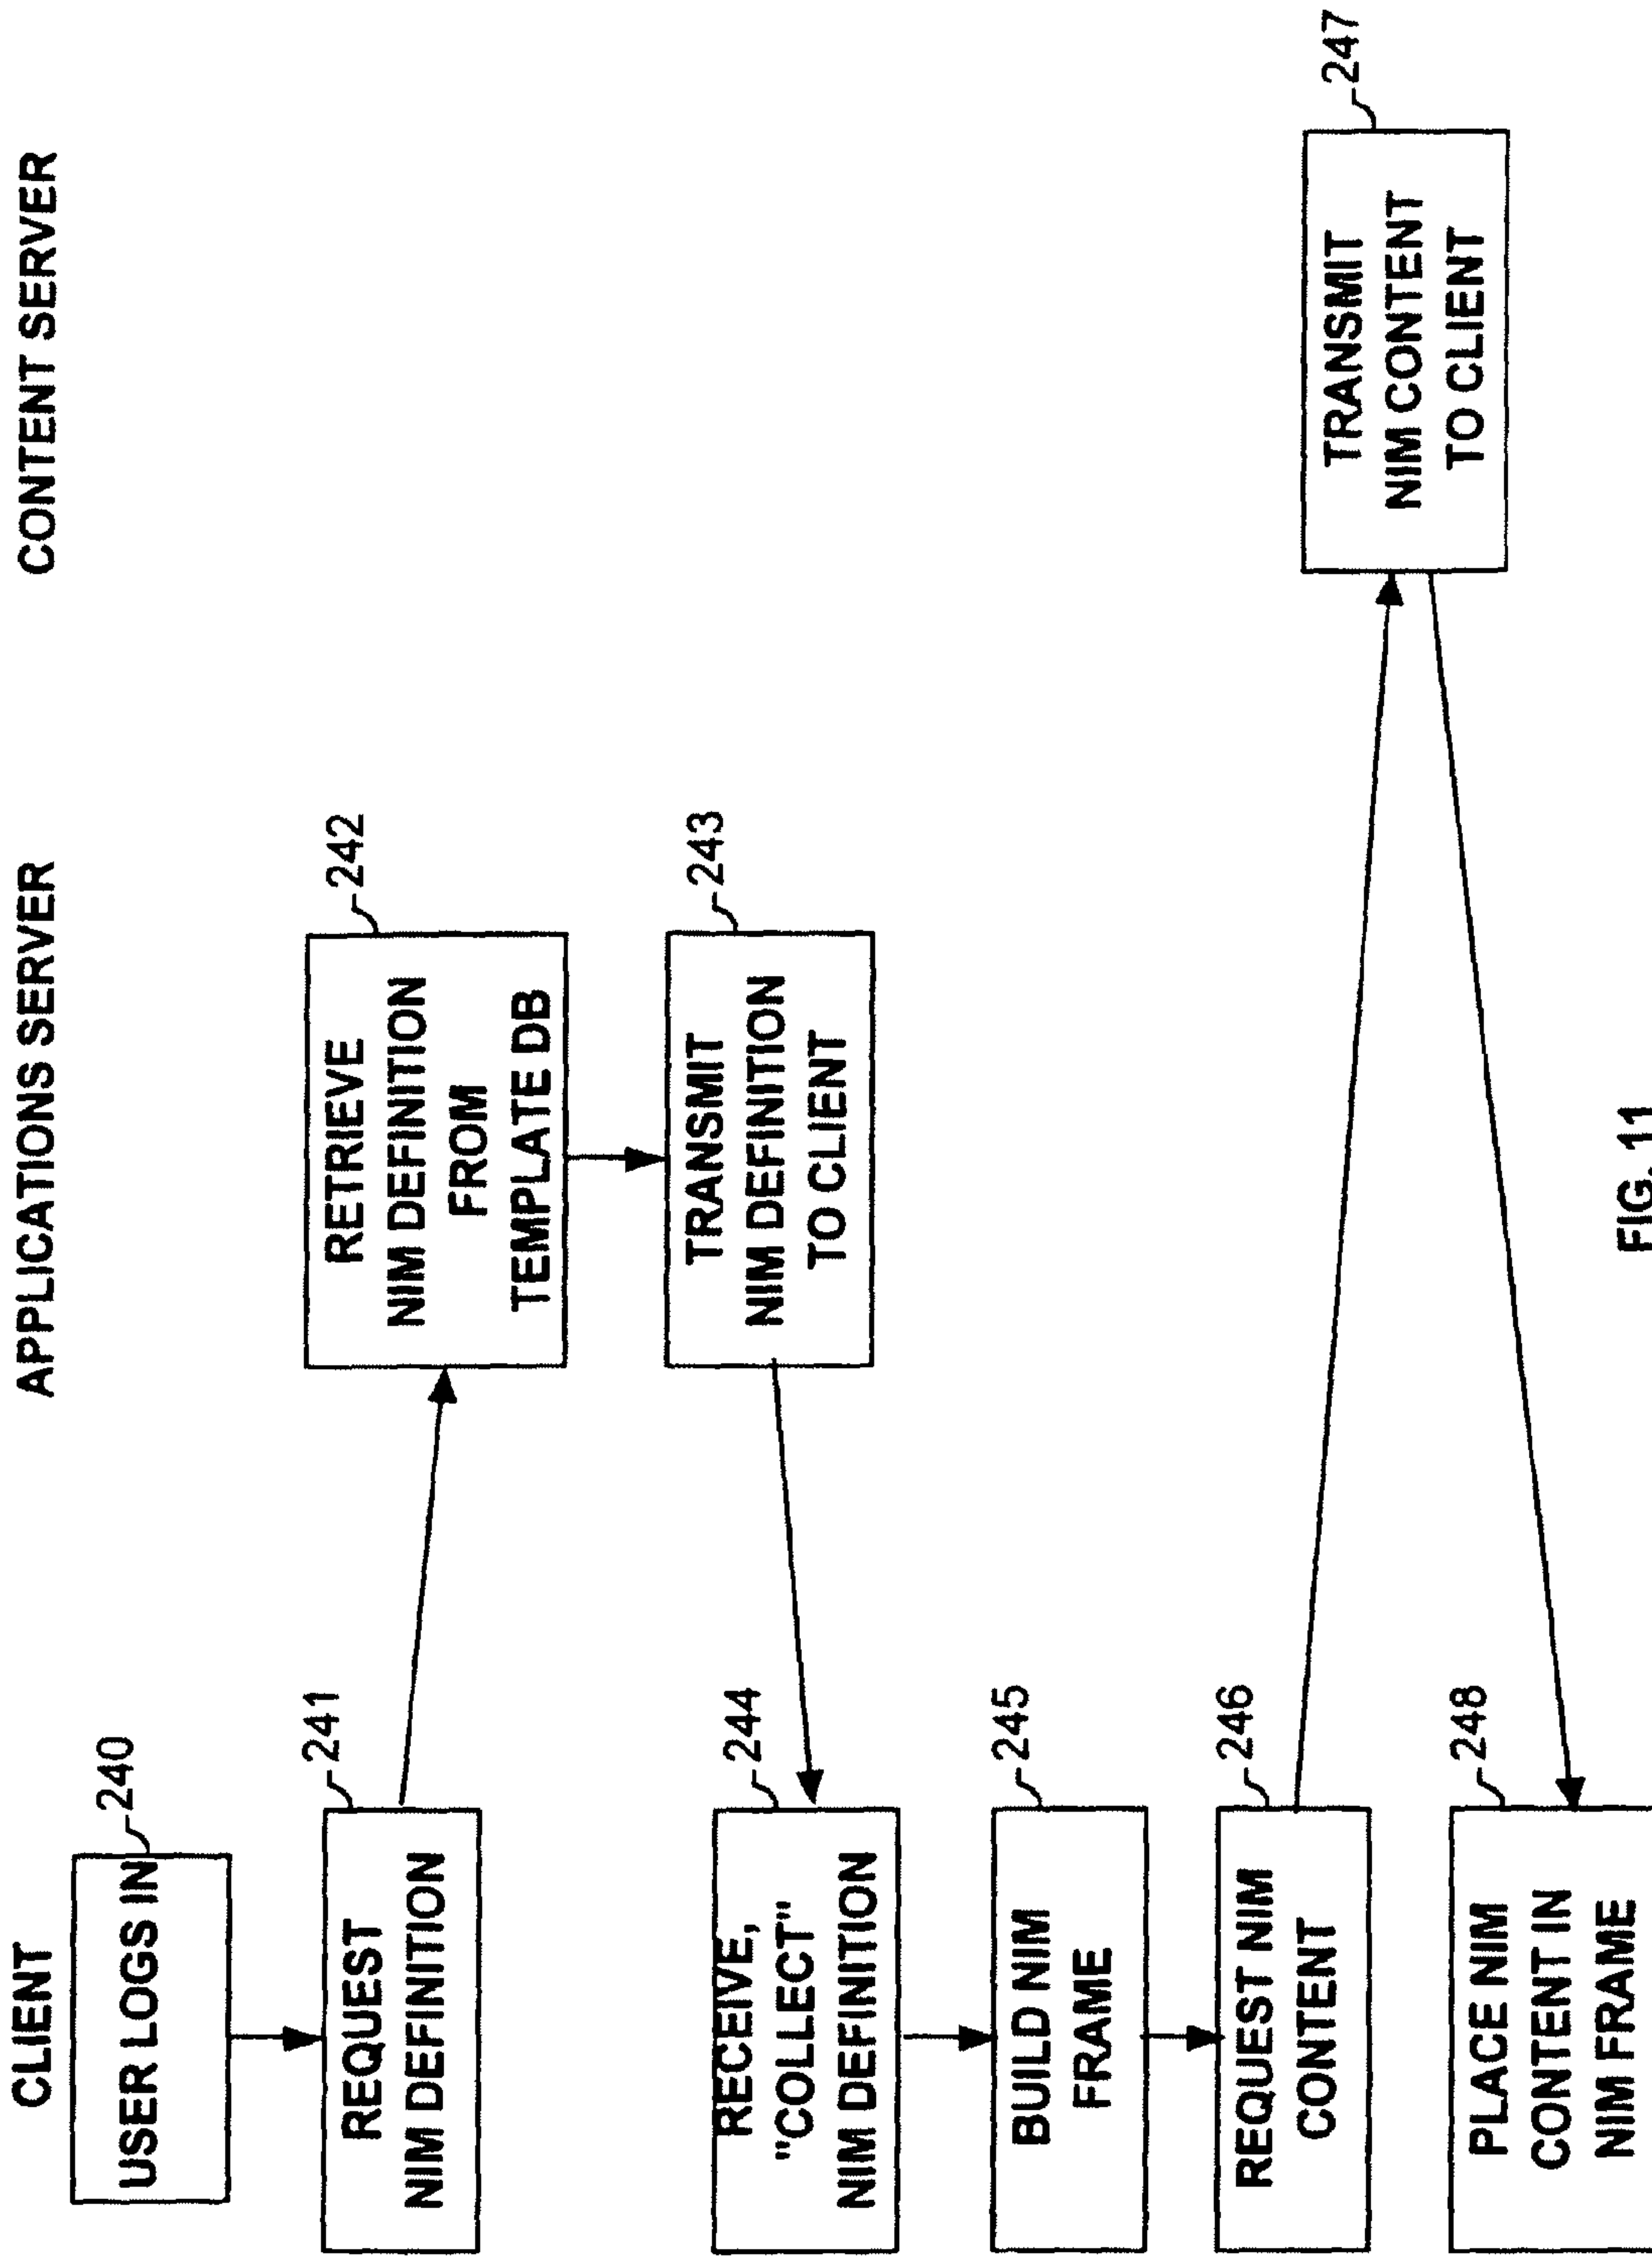 CLIENT
APPLICATIONS SERVER
CONTENT SERVER
240
USER LOGS IN
241
REQUEST
NIM DEFINITION
242
RETRIEVE
NIM DEFINITION
FROM
TEMPLATE DB
243
TRANSMIT
NIM DEFINITION
TO CLIENT
244
RECEIVE,
"COLLECT"
NIM DEFINITION
245
BUILD NIM
FRAME
246
REQUEST NIM
CONTENT
247
TRANSMIT
NIM CONTENT
TO CLIENT
248
PLACE NIM
CONTENT IN
NIM FRAME
FIG. 11